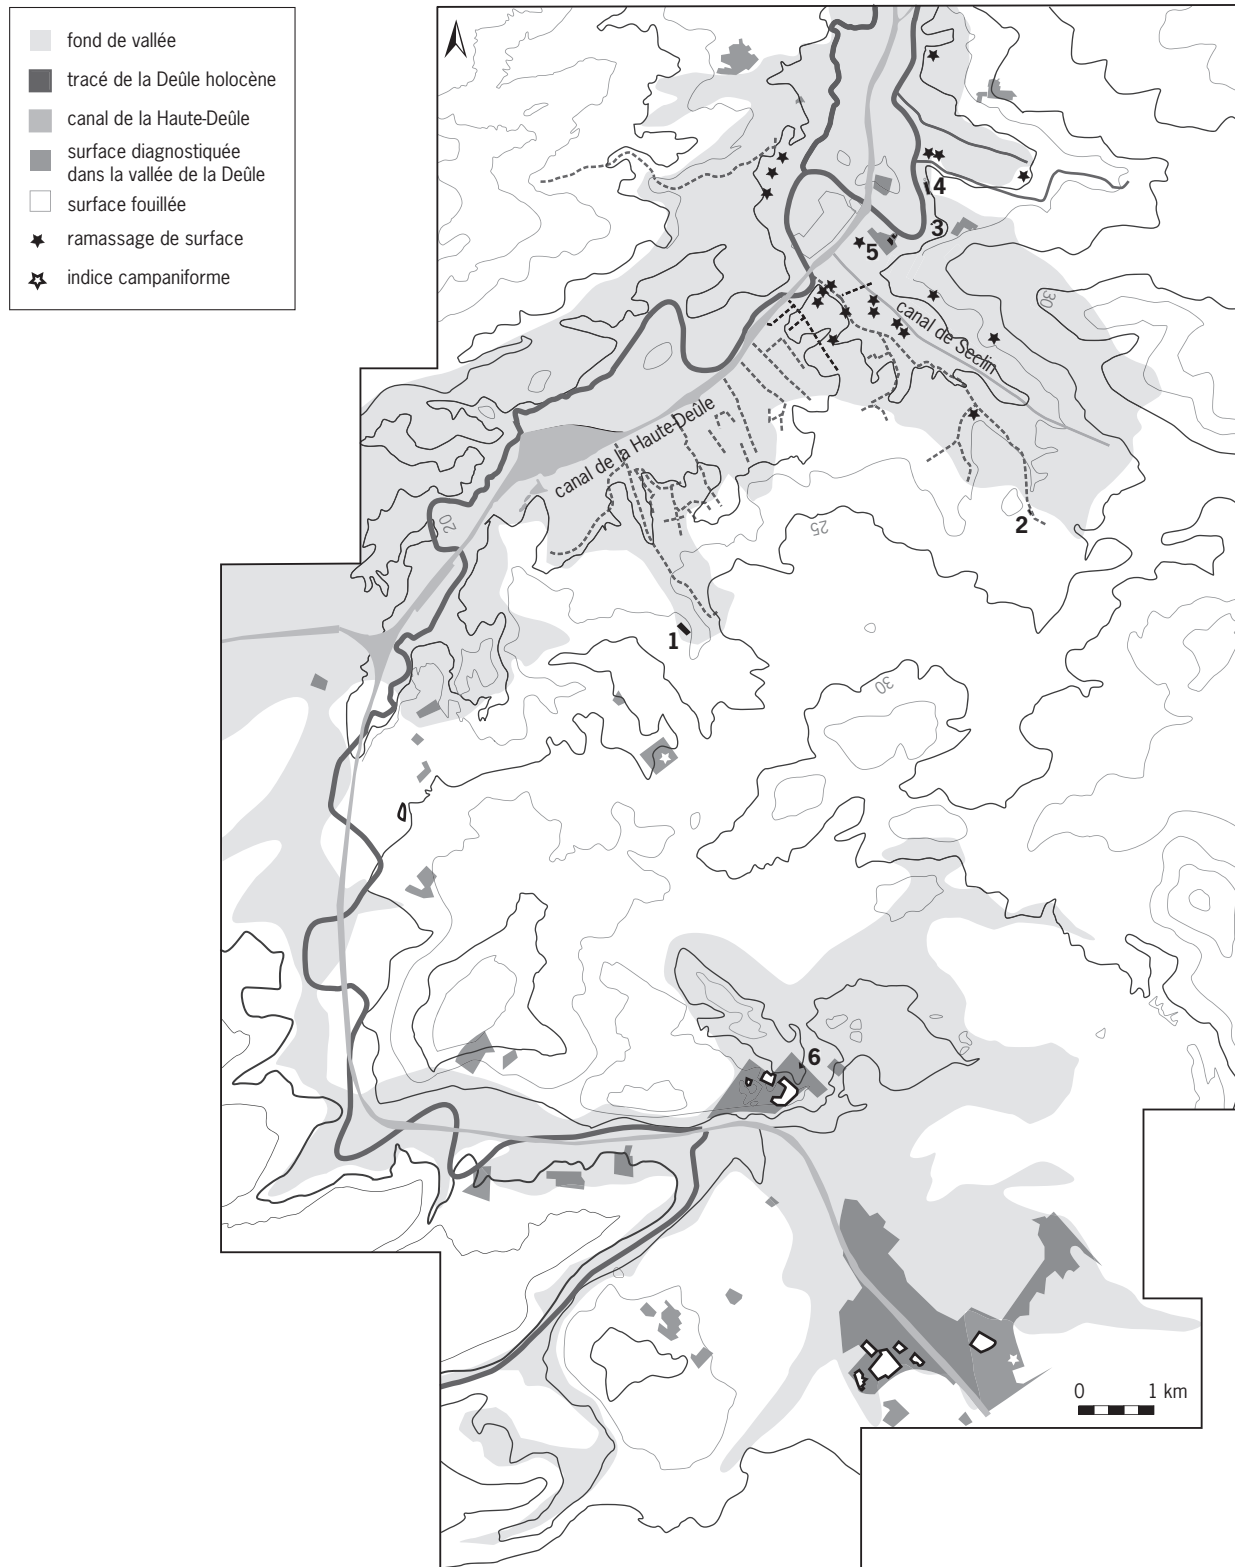 fond de vallée
tracé de la Deûle holocène
canal de la Haute-Deûle
surface diagnostiquée
dans la vallée de la Deûle
surface fouillée
ramassage de surface
indice campaniforme
4
3
5
30
canal de Seclin
canal de la Haute-Deûle
20
25
2
1
30
6
0 1 km